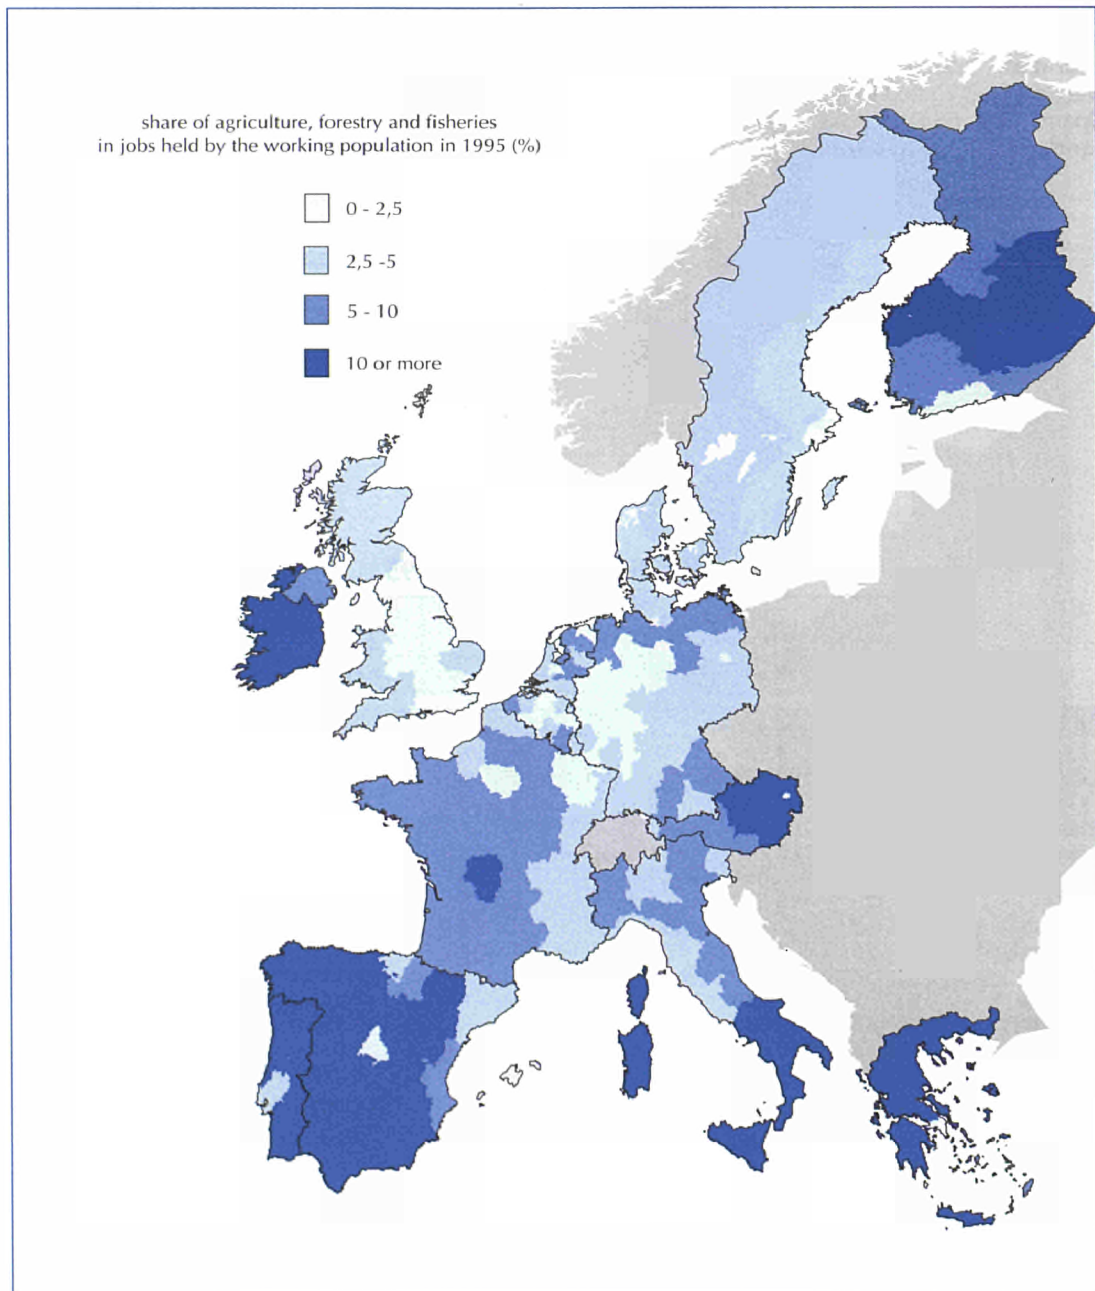 share of agriculture, forestry and fisheries
in jobs held by the working population in 1995 (%)
0 - 2,5
2,5 -5
5 - 10
10 or more